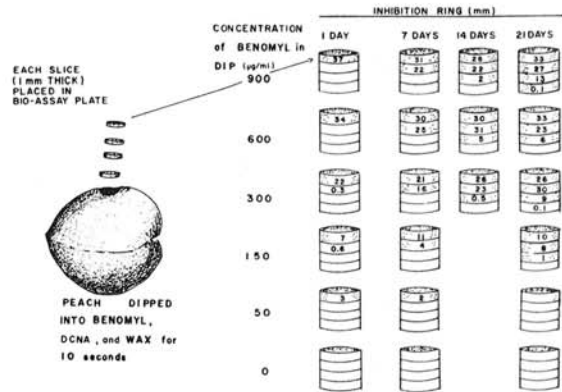 INHIBITION RING (mm)
CONCENTRATION
of BENOMYL in
DIP (µg/ml)
1 DAY 7 DAYS 14 DAYS 21 DAYS
EACH SLICE
(1 mm THICK)
PLACED IN
BIO-ASSAY PLATE
900
37 31 28 33
22 22 27
2 13
0.1
600
34 30 30 33
25 31 23
5 6
300
22 21 26 26
0.3 16 23 30
0.5 9
0.1
150
7 11 10
0.6 4 8
1
50
3 2
0
PEACH DIPPED
INTO BENOMYL,
DCNA, and WAX for
10 seconds